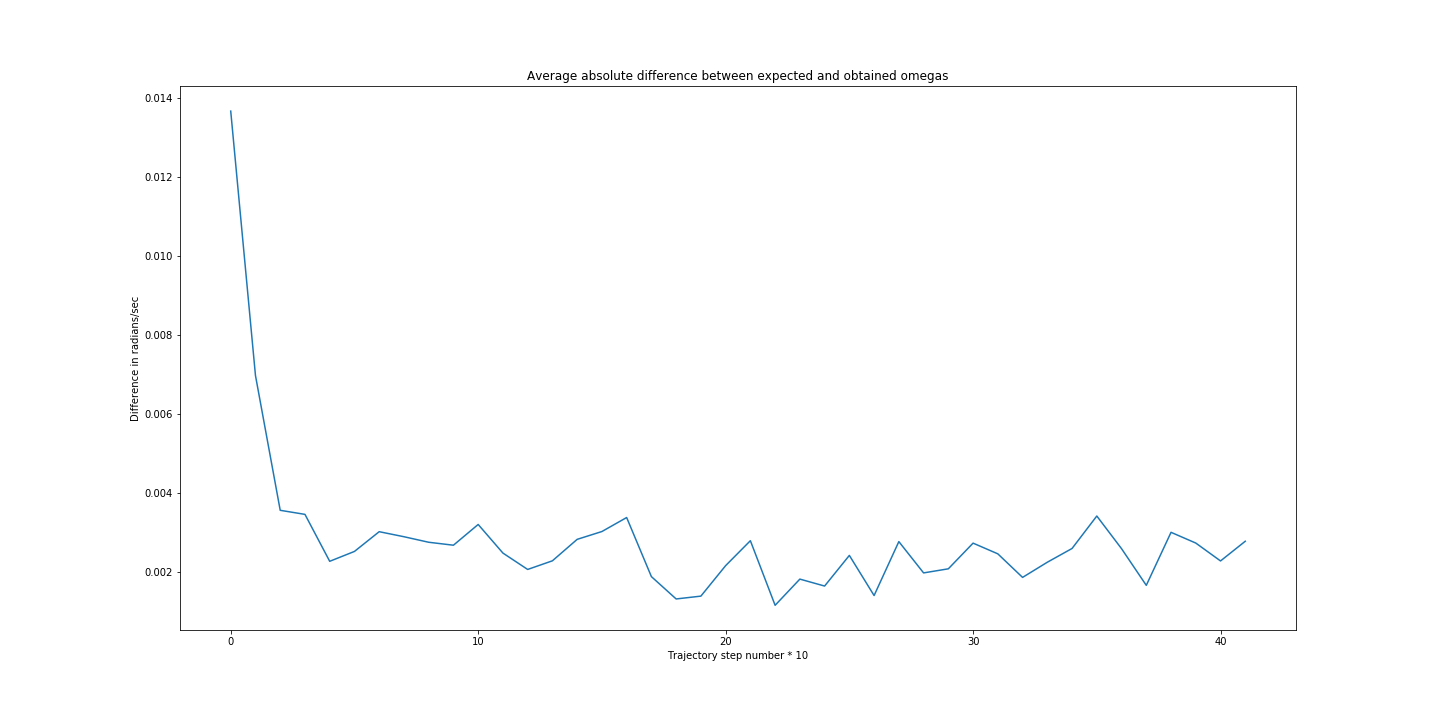 Average absolute difference between expected and obtained omegas
0.014
0.012
0.010
0.008
0.006
0.004
0.002
Difference in radians/sec
0 10 20 30 40
Trajectory step number * 10